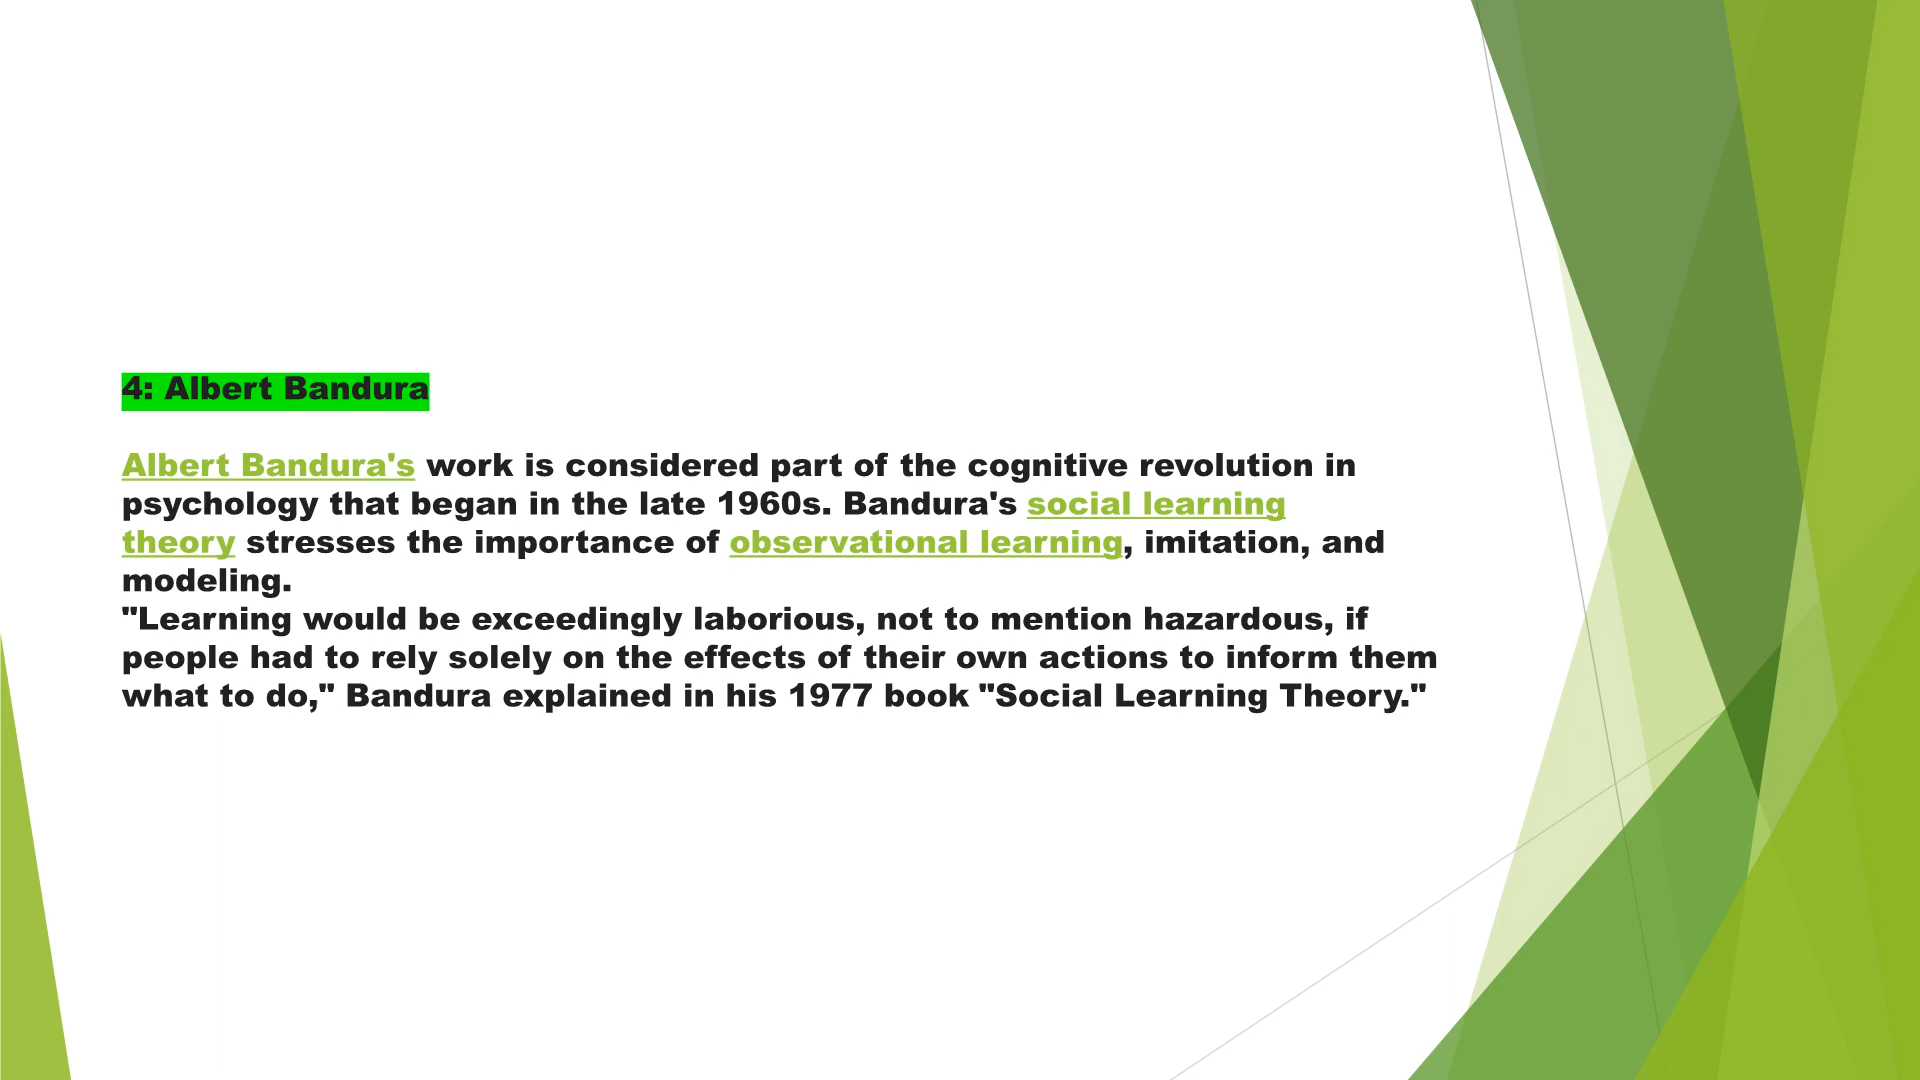 4: Albert Bandura
Albert Bandura's work is considered part of the cognitive revolution in
psychology that began in the late 1960s. Bandura's social learning
theory stresses the importance of observational learning, imitation, and
modeling.
"Learning would be exceedingly laborious, not to mention hazardous, if
people had to rely solely on the effects of their own actions to inform them
what to do," Bandura explained in his 1977 book "Social Learning Theory."